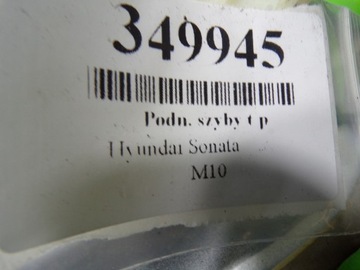 349945
Podn. szyby t p
Hyundai Sonata
M10